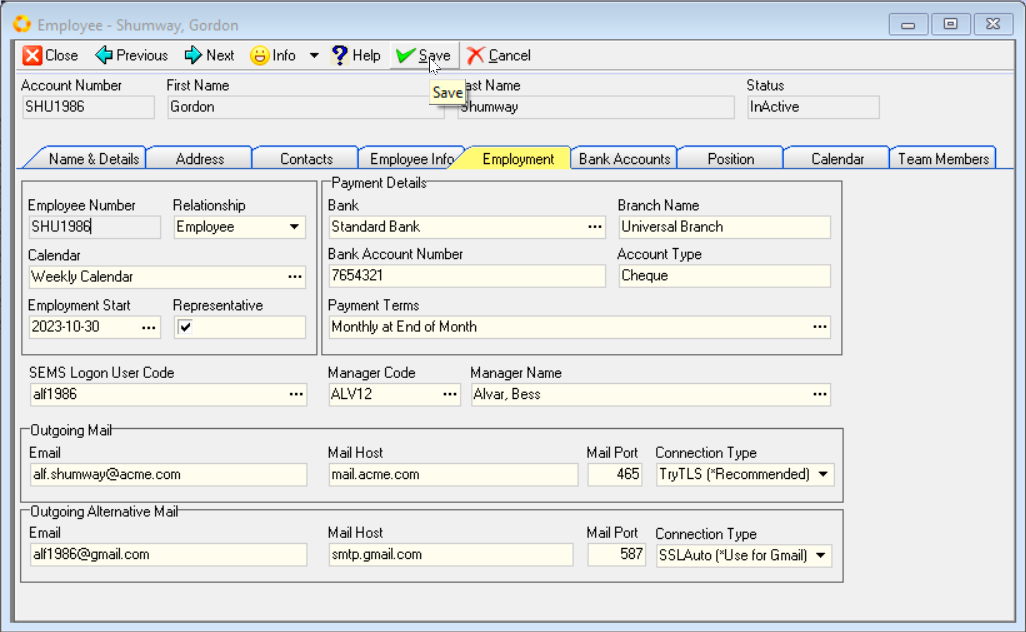 Employee - Shumway, Gordon
Close Previous Next Info Help Save Cancel
Account Number First Name ast Name Status
Save
SHU1986 Gordon Shumway InActive
Name & Details Address Contacts Employee Info Employment Bank Accounts Position Calendar Team Members
Payment Details
Employee Number Relationship Bank Branch Name
SHU1986 Employee Standard Bank ... Universal Branch
Calendar Bank Account Number Account Type
Weekly Calendar ... 7654321 Cheque
Employment Start Representative Payment Terms
2023-10-30 ... Monthly at End of Month ...
SEMS Logon User Code Manager Code Manager Name
alf1986 ... ALV12 ... Alvar, Bess ...
Outgoing Mail
Email Mail Host Mail Port Connection Type
alf.shumway@acme.com mail.acme.com 465 TryTLS (*Recommended)
Outgoing Alternative Mail
Email Mail Host Mail Port Connection Type
alf1986@gmail.com smtp.gmail.com 587 SSLAuto (*Use for Gmail)